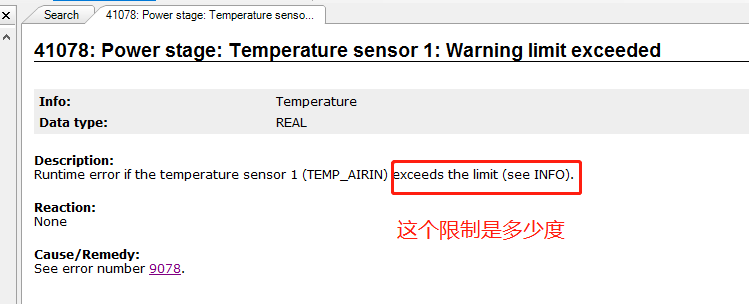 Search
41078: Power stage: Temperature senso...
41078: Power stage: Temperature sensor 1: Warning limit exceeded
Info: Temperature
Data type: REAL
Description:
Runtime error if the temperature sensor 1 (TEMP_AIRIN) exceeds the limit (see INFO).
Reaction:
None
这个限制是多少度
Cause/Remedy:
See error number 9078.